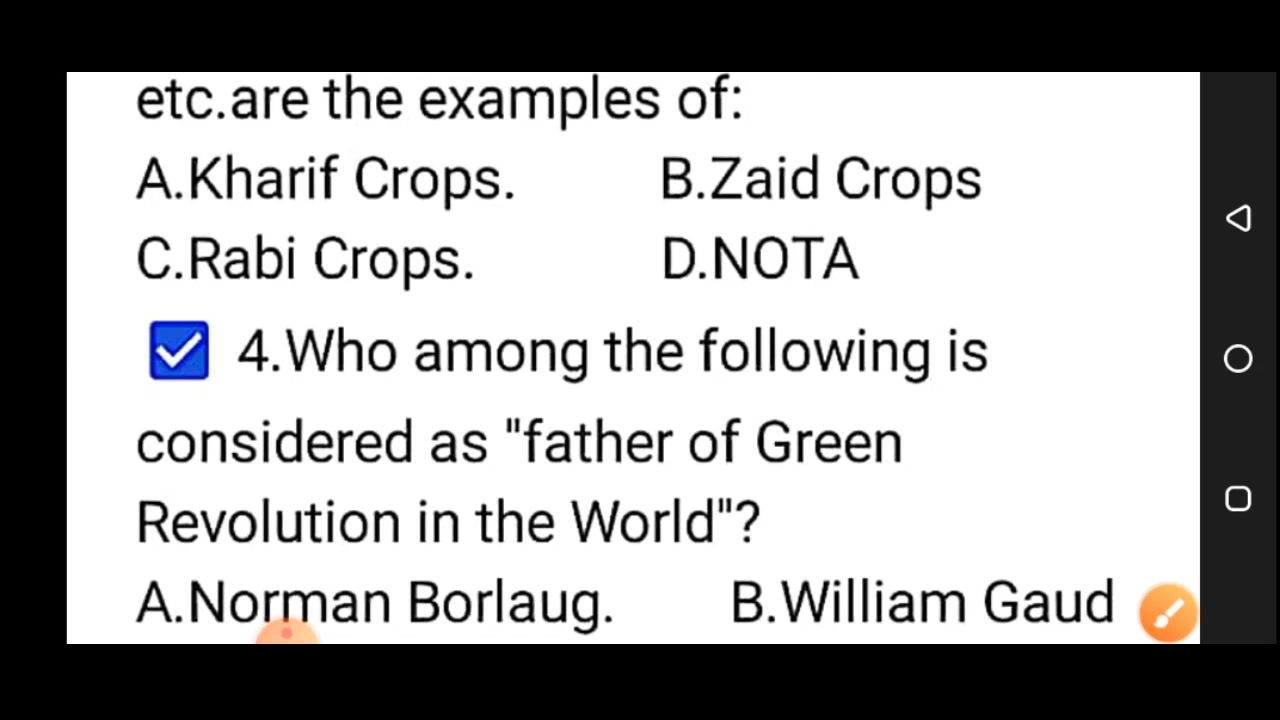 etc.are the examples of:
A.Kharif Crops. B.Zaid Crops
C.Rabi Crops. D.NOTA
4.Who among the following is
considered as "father of Green
Revolution in the World"?
A.Norman Borlaug. B.William Gaud